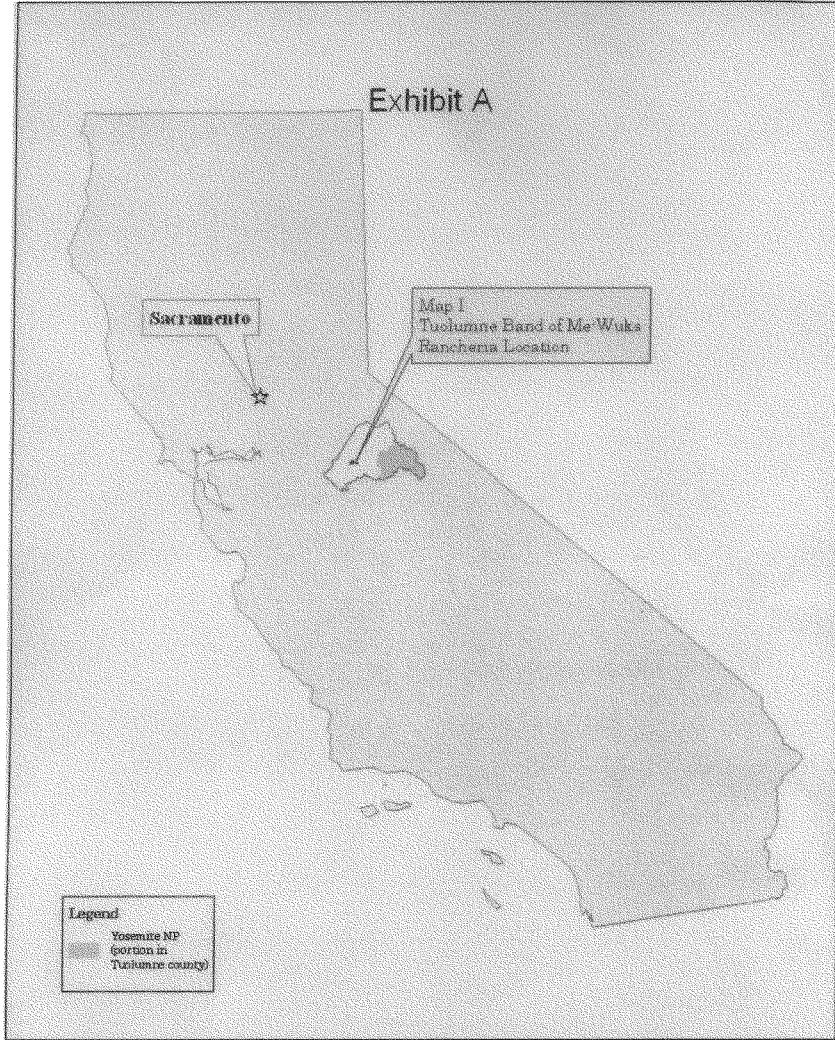 Exhibit A
Sacramento
Map 1
Tuolumne Band of Me-Wuks
Rancheria Location
Legend
Yosemite NP
(portion in
Tuolumne county)